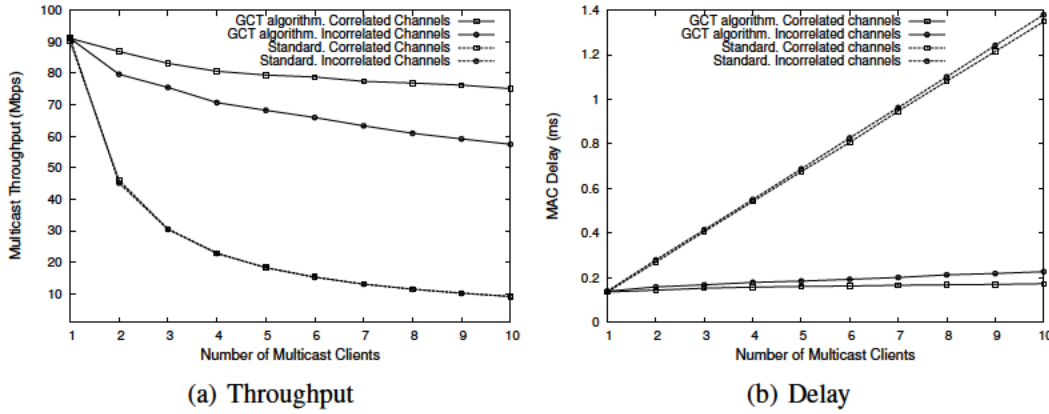 GCT algorithm. Correlated Channels
GCT algorithm. Incorrelated Channels
Standard. Correlated Channels
Standard. Incorrelated Channels
Multicast Throughput (Mbps)
100
90
80
70
60
50
40
30
20
10
1 2 3 4 5 6 7 8 9 10
Number of Multicast Clients
(a) Throughput
GCT algorithm. Correlated Channels
GCT algorithm. Incorrelated Channels
Standard. Correlated Channels
Standard. Incorrelated Channels
MAC Delay (ms)
1.4
1.2
1
0.8
0.6
0.4
0.2
0
1 2 3 4 5 6 7 8 9 10
Number of Multicast Clients
(b) Delay